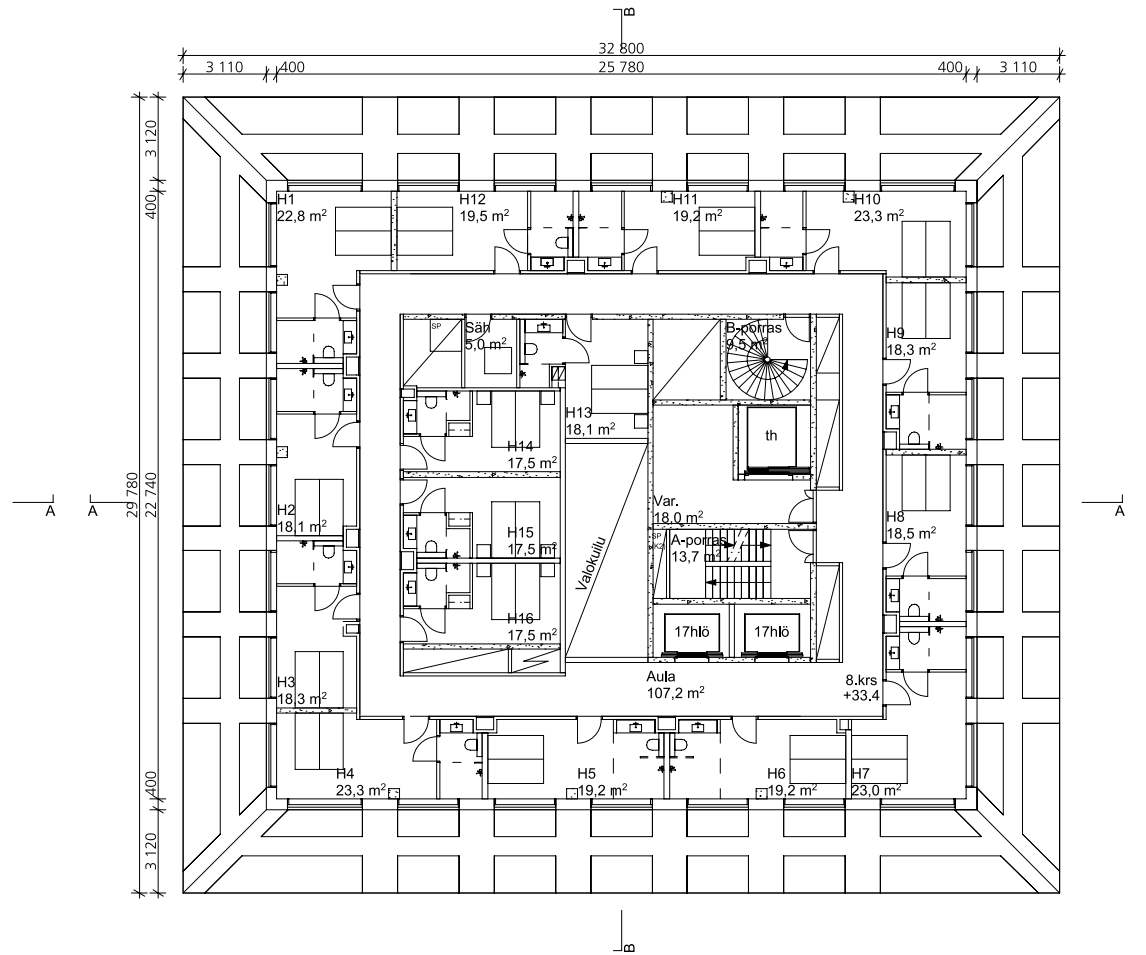 B
32 800
3 110
400
25 780
400
3 110
3 120
400
29 780
22 740
400
3 120
H1
22,8 m²
H12
19,5 m²
H11
19,2 m²
H10
23,3 m²
SP
Säh
5,0 m²
B-porras
9,5 m²
H9
18,3 m²
H13
18,1 m²
th
H14
17,5 m²
A
A
H2
18,1 m²
H15
17,5 m²
Var.
18,0 m²
H8
18,5 m²
A
SP
A-porras
13,7 m²
Valokuilu
H16
17,5 m²
17hlö
17hlö
H3
18,3 m²
Aula
107,2 m²
8.krs
+33.4
H4
23,3 m²
H5
19,2 m²
H6
19,2 m²
H7
23,0 m²
B